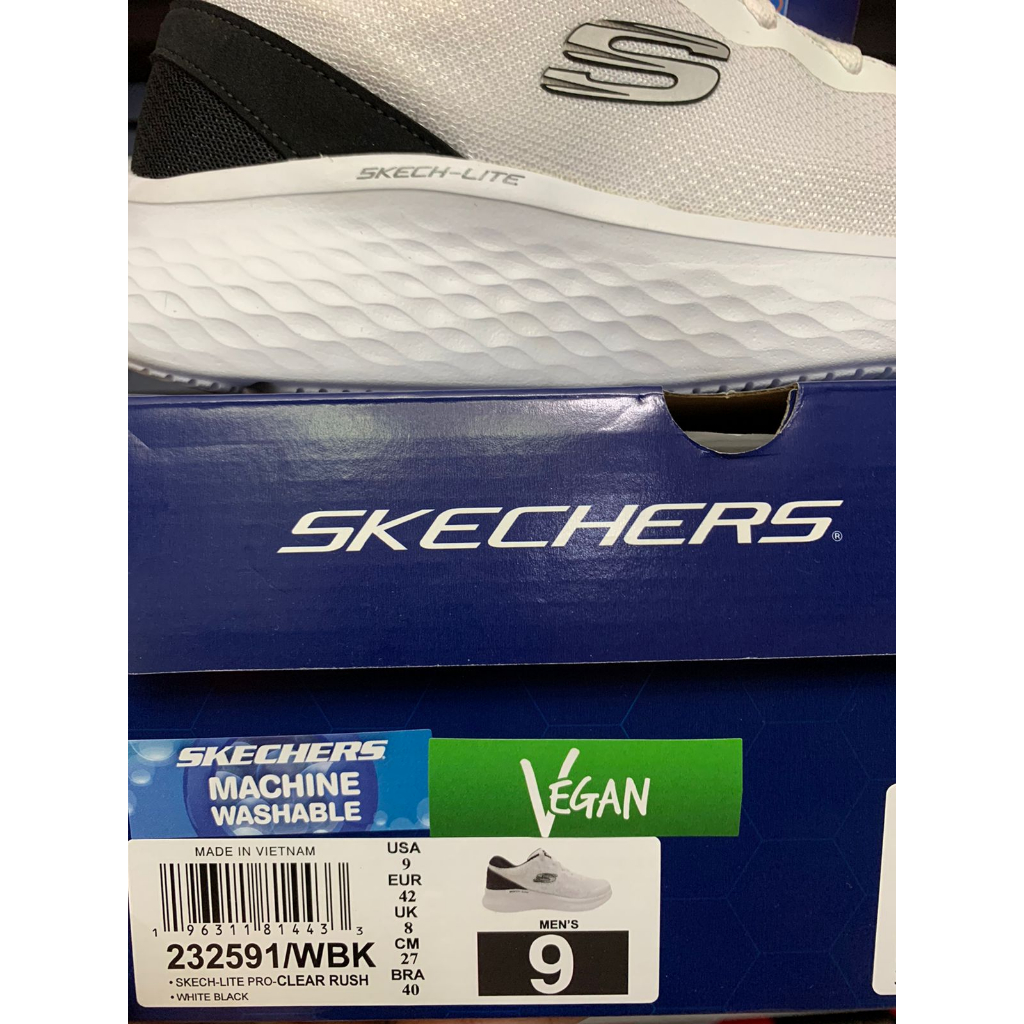 S
SKECH-LITE
SKECHERS®
SKECHERS
MACHINE
WASHABLE
VEGAN
MADE IN VIETNAM
1 96311 81443 3
232591/WBK
• SKECH-LITE PRO-CLEAR RUSH
• WHITE BLACK
USA
9
EUR
42
UK
8
CM
27
BRA
40
MEN'S
9